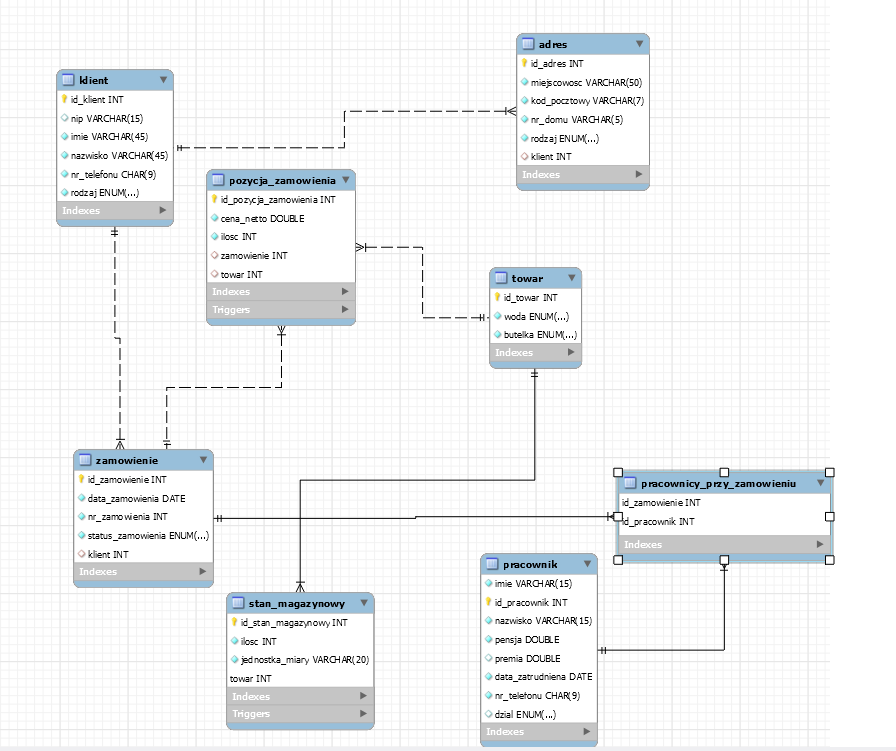 klient
id_klient INT
nip VARCHAR(15)
imie VARCHAR(45)
nazwisko VARCHAR(45)
nr_telefonu CHAR(9)
rodzaj ENUM(...)
Indexes
adres
id_adres INT
miejscowosc VARCHAR(50)
kod_pocztowy VARCHAR(7)
nr_domu VARCHAR(5)
rodzaj ENUM(...)
klient INT
Indexes
pozycja_zamowienia
id_pozycja_zamowienia INT
cena_netto DOUBLE
ilosc INT
zamowienie INT
towar INT
Indexes
Triggers
towar
id_towar INT
woda ENUM(...)
butelka ENUM(...)
Indexes
zamowienie
id_zamowienie INT
data_zamowienia DATE
nr_zamowienia INT
status_zamowienia ENUM(...)
klient INT
Indexes
pracownicy_przy_zamowieniu
id_zamowienie INT
id_pracownik INT
Indexes
stan_magazynowy
id_stan_magazynowy INT
ilosc INT
jednostka_miary VARCHAR(20)
towar INT
Indexes
Triggers
pracownik
imie VARCHAR(15)
id_pracownik INT
nazwisko VARCHAR(15)
pensja DOUBLE
premia DOUBLE
data_zatrudniena DATE
nr_telefonu CHAR(9)
dzial ENUM(...)
Indexes